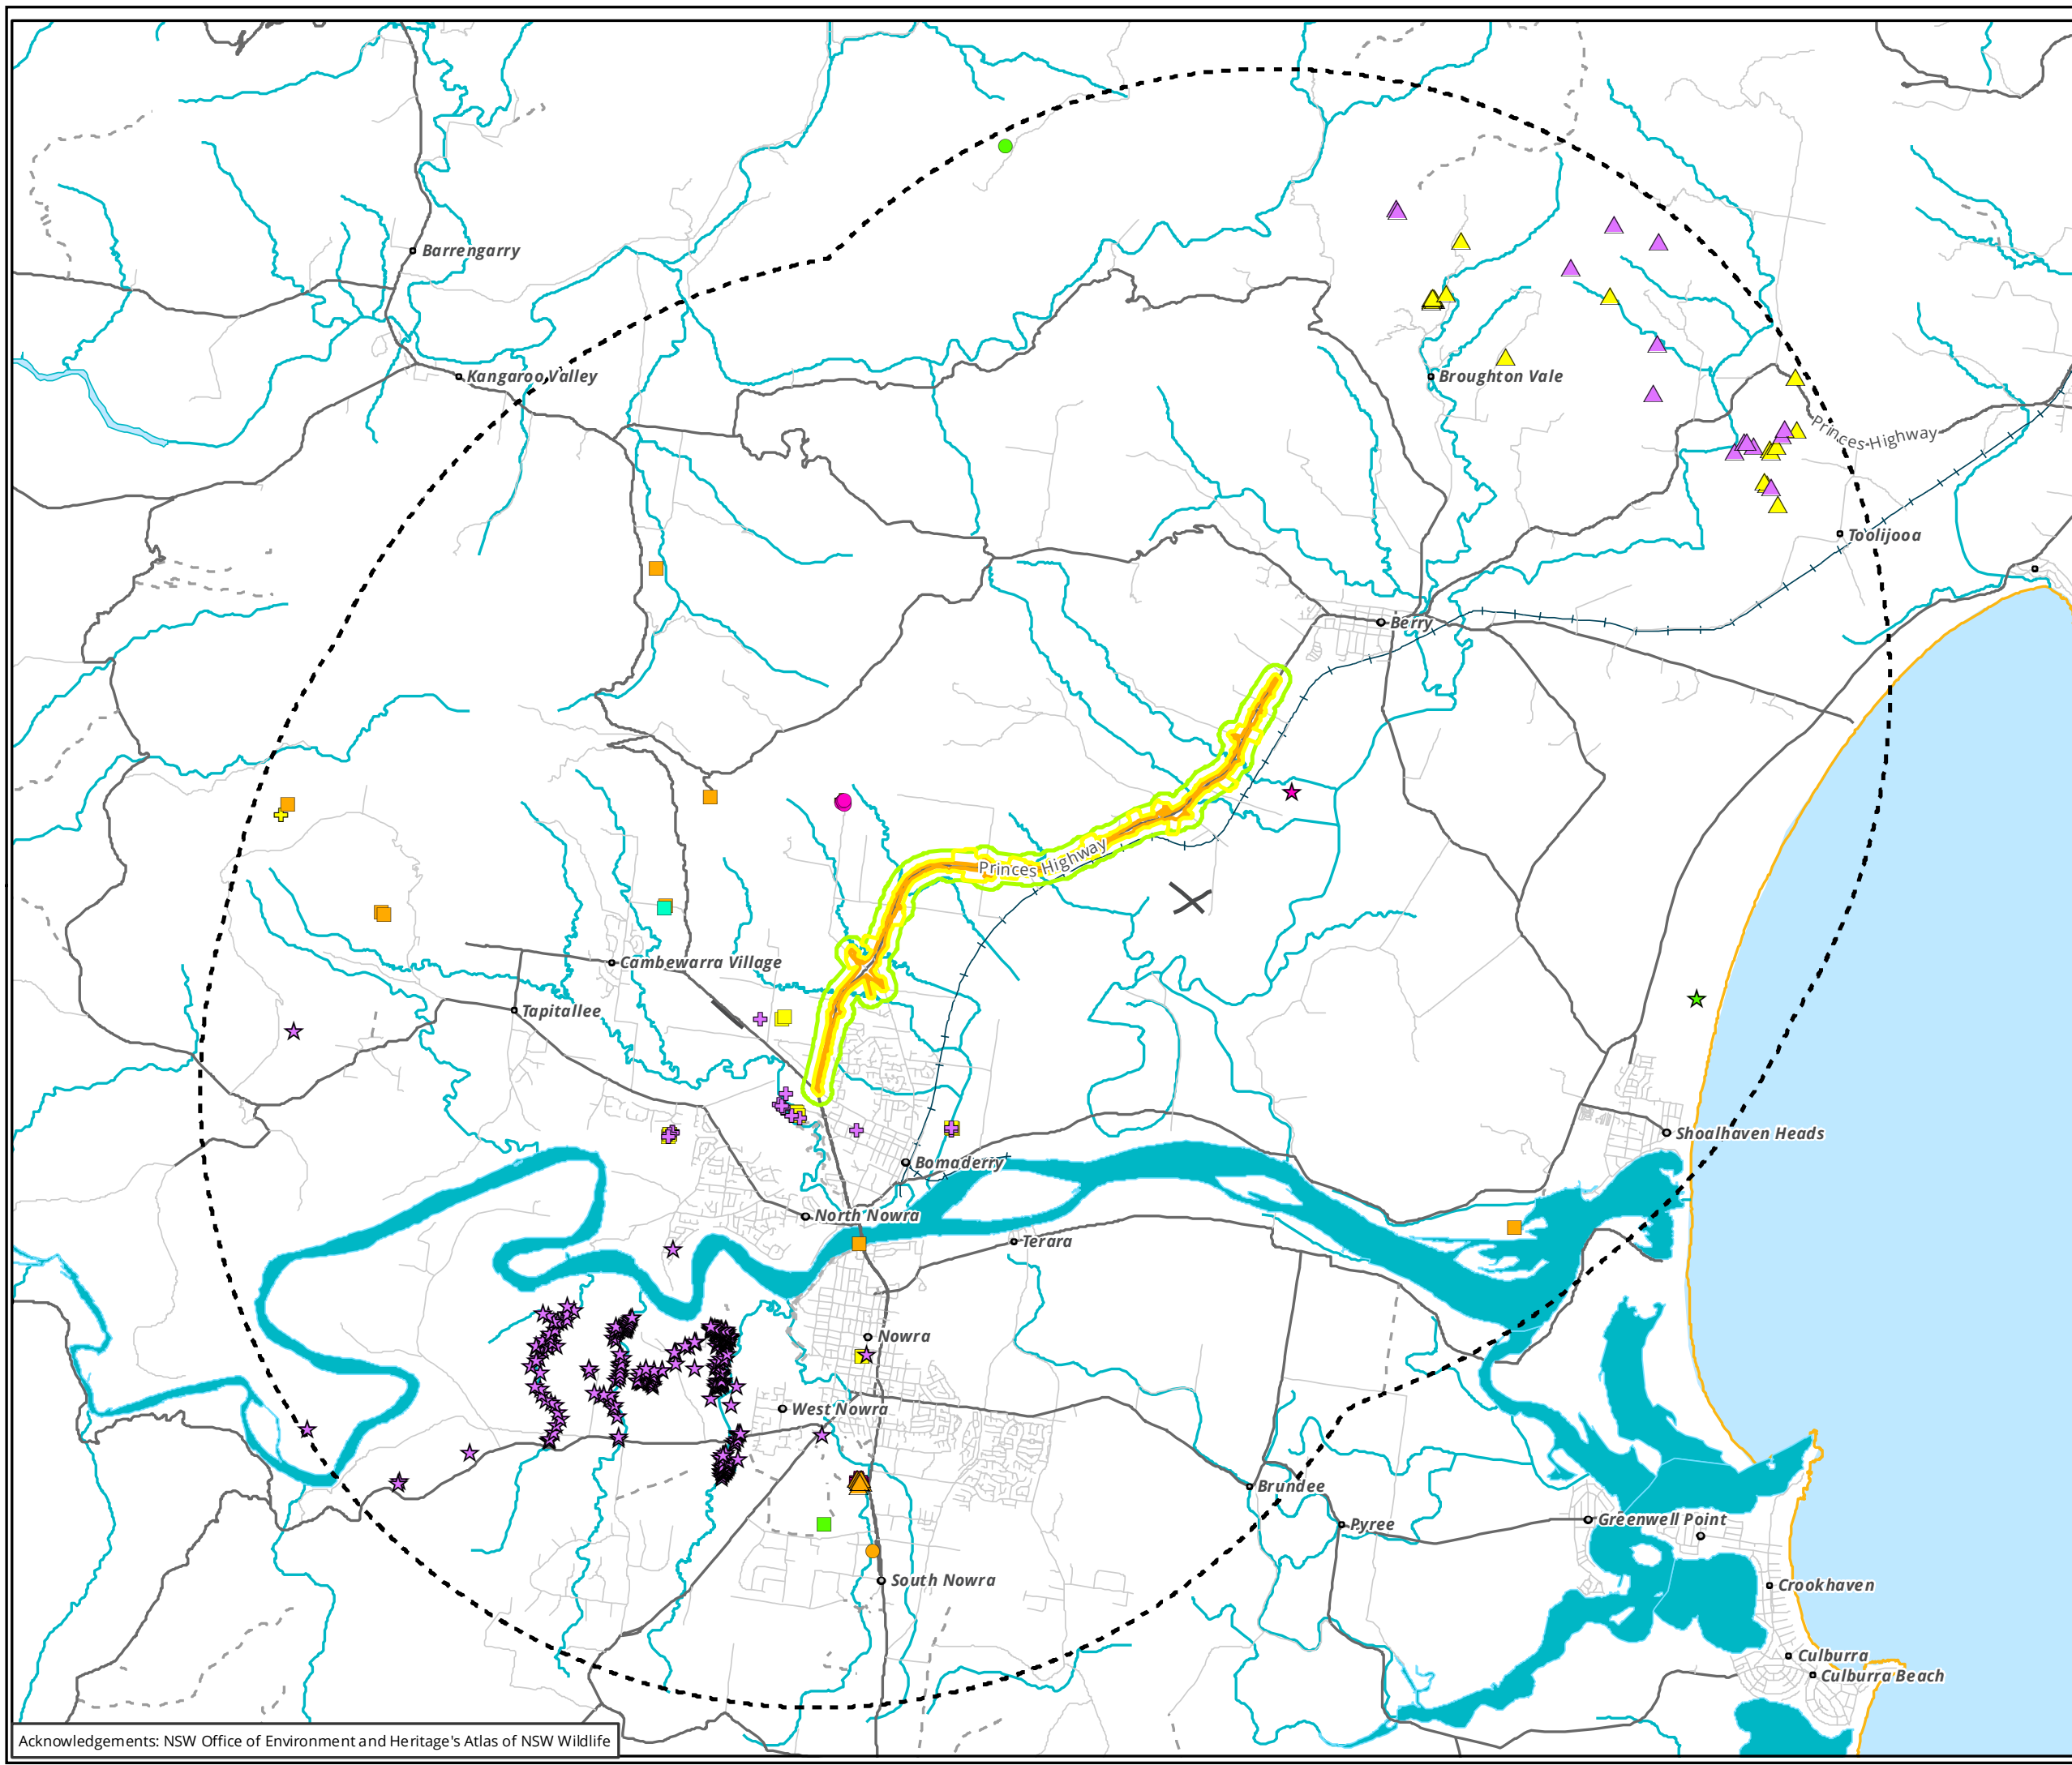 Barrengarry
Kangaroo Valley
Broughton Vale
Princes Highway
Toolijooa
Berry
Princes Highway
Cambewarra Village
Tapitallee
Shoalhaven Heads
Bomaderry
North Nowra
Terara
Nowra
West Nowra
Brundee
Greenwell Point
Pyree
South Nowra
Crookhaven
Culburra
Culburra Beach
Acknowledgements: NSW Office of Environment and Heritage's Atlas of NSW Wildlife